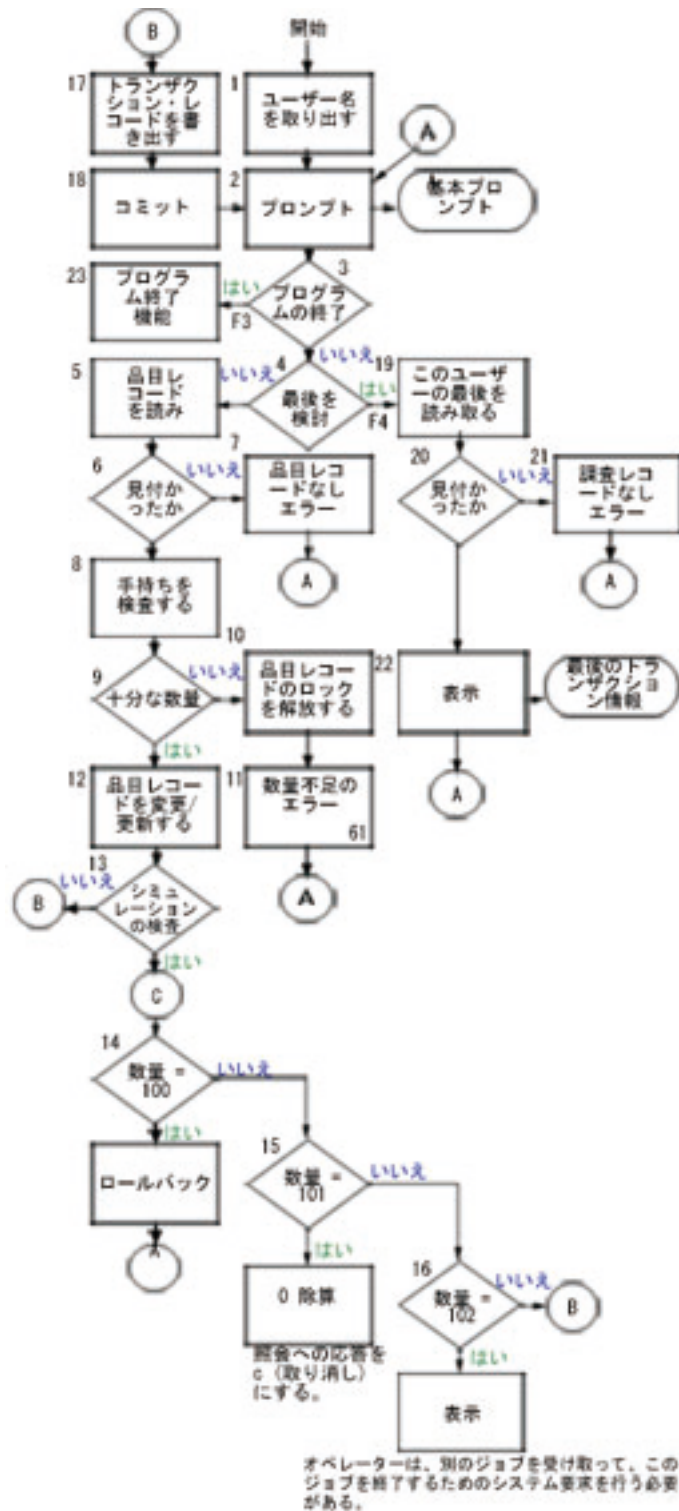 B
開始
17
トランザク
ション・レ
コードを書
き出す
1
ユーザー名
を取り出す
A
18
コミット
2
プロンプト
基本プロ
ンプト
23
プログラ
ム終了
機能
はい
F3
3
プログラ
ムの終了
いいえ
5
品目レ
コード
を読み
いいえ
4
最後を
検討
はい
F4
19
このユーザ
ーの最後を
読み取る
6
見付か
ったか
いいえ
7
品目レコ
ードなし
エラー
A
20
見付か
ったか
いいえ
21
調査レコ
ードなし
エラー
A
8
手持ちを
検査する
9
十分な数量
いいえ
はい
10
品目レコー
ドのロック
を解放する
22
表示
最後のトラ
ンザクショ
ン情報
A
12
品目レコー
ドを変更/
更新する
11
数量不足の
エラー
61
A
13
シミュ
レーション
の検査
いいえ
B
はい
C
14
数量 =
100
いいえ
はい
ロールバック
A
15
数量 =
101
いいえ
はい
0 除算
照会への応答を
c (取り消し)
にする。
16
数量 =
102
いいえ
B
はい
表示
オペレーターは、別のジョブを受け取って、この
ジョブを終了するためのシステム要求を行う必要
がある。